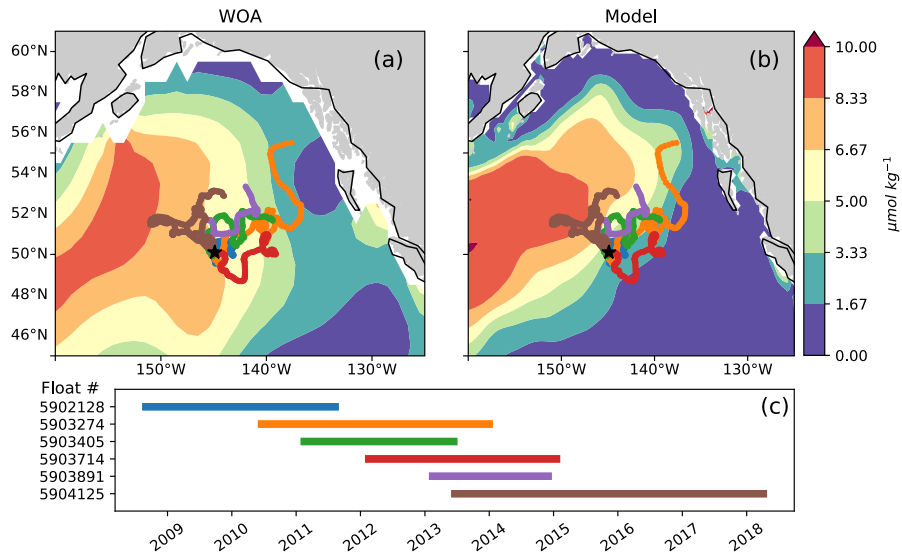 WOA
Model
60°N
58°N
56°N
54°N
52°N
50°N
48°N
46°N
(a)
(b)
150°W
140°W
130°W
150°W
140°W
130°W
10.00
8.33
6.67
5.00
3.33
1.67
0.00
μmol kg⁻¹
Float #
5902128
5903274
5903405
5903714
5903891
5904125
(c)
2009
2010
2011
2012
2013
2014
2015
2016
2017
2018